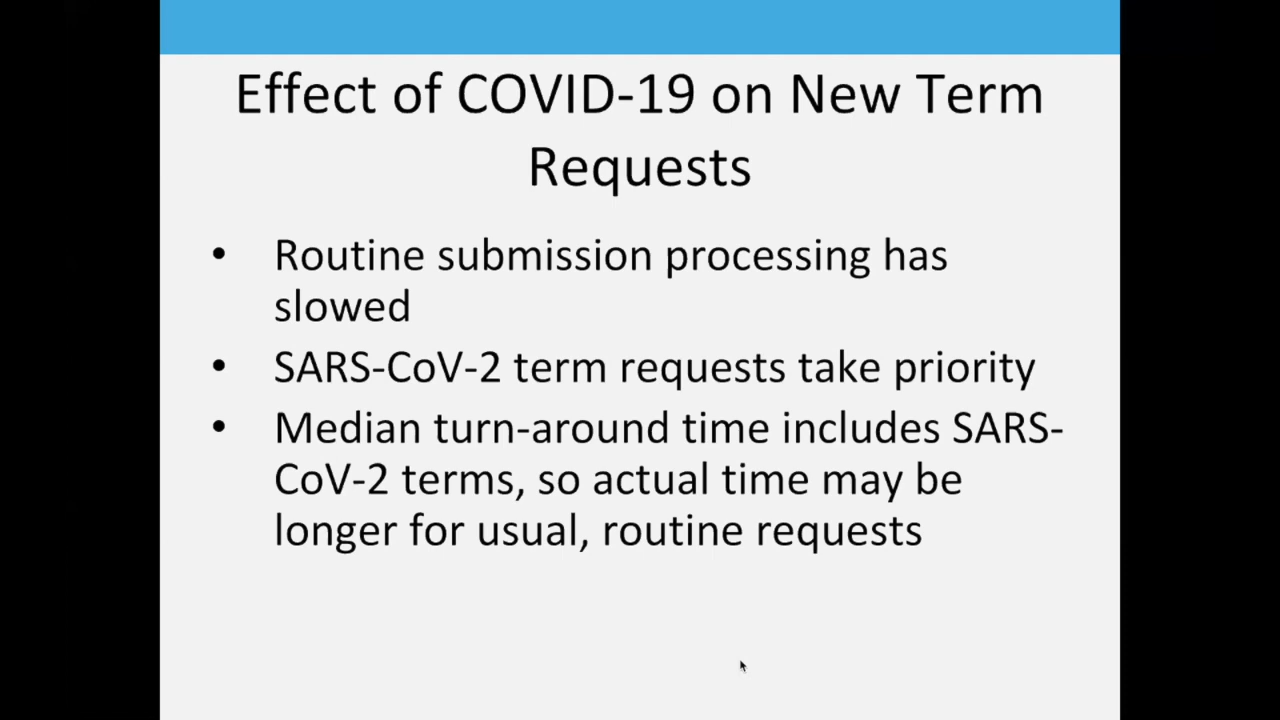 Effect of COVID-19 on New Term
Requests
• Routine submission processing has
slowed
• SARS-CoV-2 term requests take priority
• Median turn-around time includes SARS-
CoV-2 terms, so actual time may be
longer for usual, routine requests